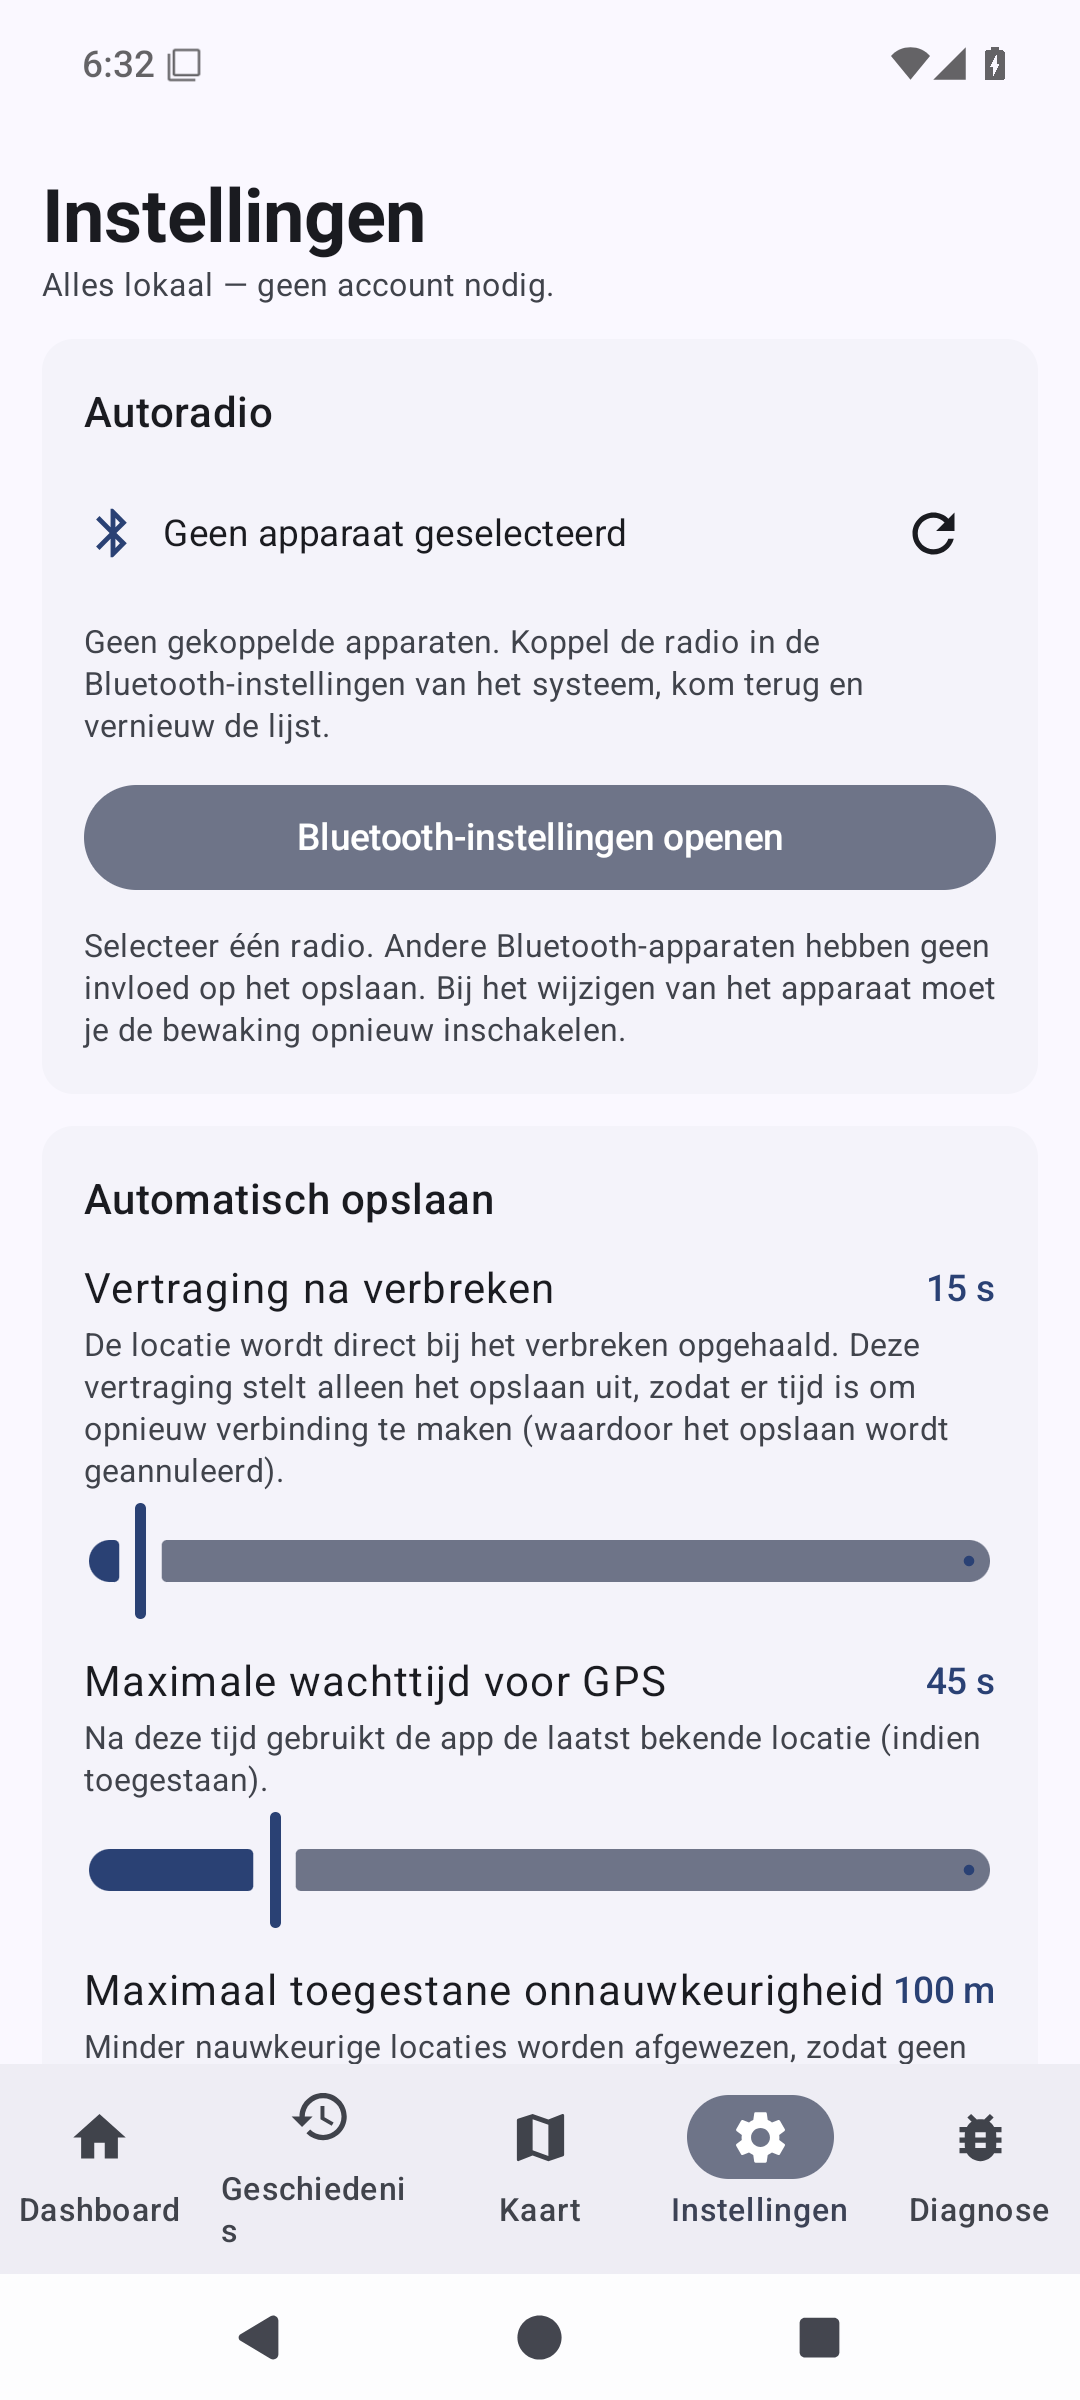 6:32
Instellingen
Alles lokaal — geen account nodig.
Autoradio
Geen apparaat geselecteerd
Geen gekoppelde apparaten. Koppel de radio in de
Bluetooth-instellingen van het systeem, kom terug en
vernieuw de lijst.
Bluetooth-instellingen openen
Selecteer één radio. Andere Bluetooth-apparaten hebben geen
invloed op het opslaan. Bij het wijzigen van het apparaat moet
je de bewaking opnieuw inschakelen.
Automatisch opslaan
Vertraging na verbreken 15 s
De locatie wordt direct bij het verbreken opgehaald. Deze
vertraging stelt alleen het opslaan uit, zodat er tijd is om
opnieuw verbinding te maken (waardoor het opslaan wordt
geannuleerd).
Maximale wachttijd voor GPS 45 s
Na deze tijd gebruikt de app de laatst bekende locatie (indien
toegestaan).
Maximaal toegestane onnauwkeurigheid 100 m
Minder nauwkeurige locaties worden afgewezen, zodat geen
Dashboard
Geschiedeni
s
Kaart
Instellingen
Diagnose